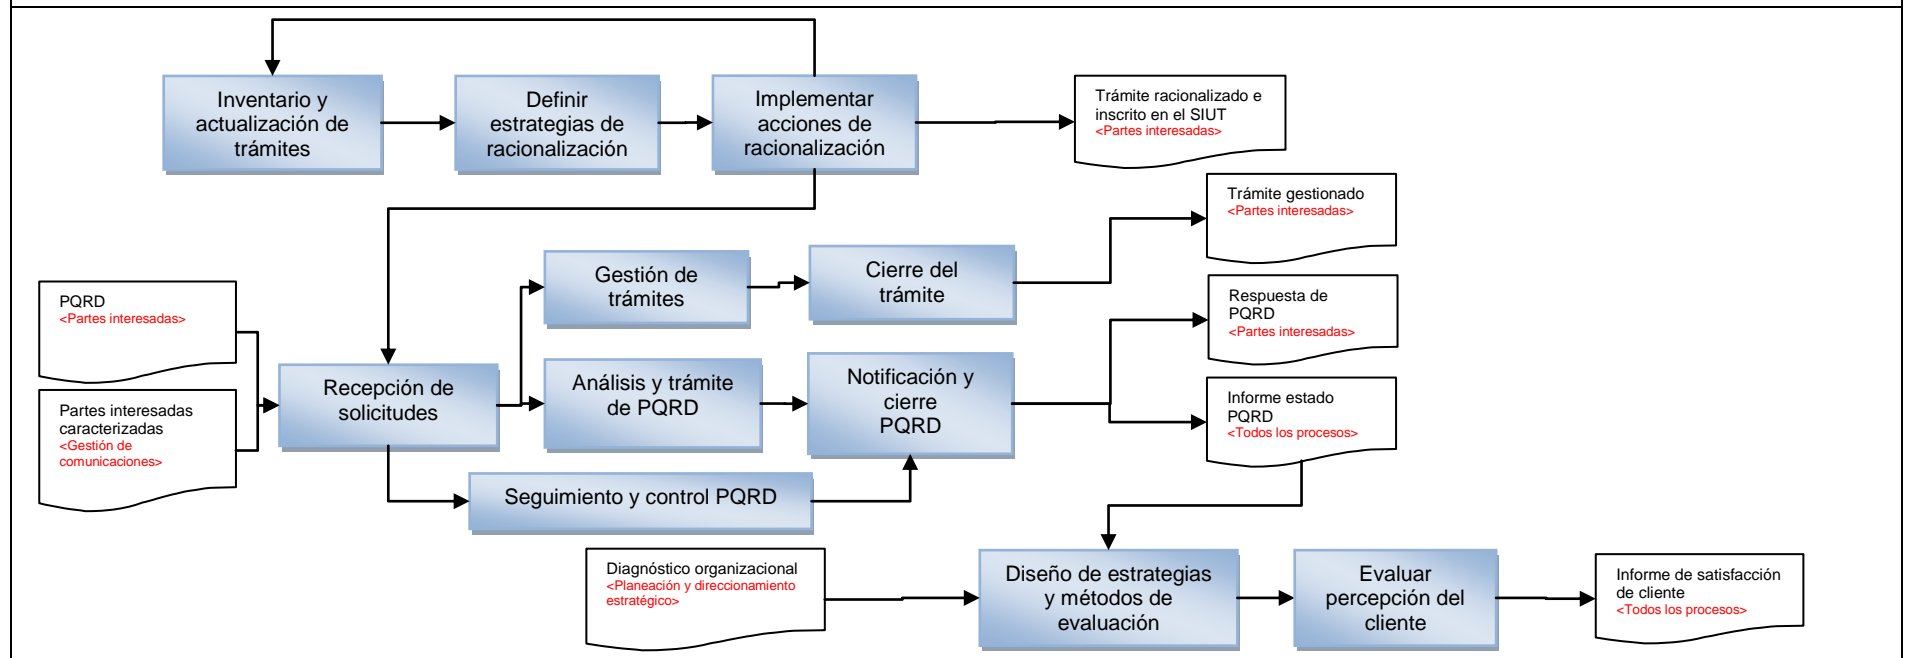 Inventario y
actualización de
trámites
Definir
estrategias de
racionalización
Implementar
acciones de
racionalización
Trámite racionalizado e
inscrito en el SIUT
<Partes interesadas>
Trámite gestionado
<Partes interesadas>
Gestión de
trámites
Cierre del
trámite
PQRD
<Partes interesadas>
Respuesta de
PQRD
<Partes interesadas>
Recepción de
solicitudes
Análisis y trámite
de PQRD
Notificación y
cierre
PQRD
Partes interesadas
caracterizadas
<Gestión de
comunicaciones>
Informe estado
PQRD
<Todos los procesos>
Seguimiento y control PQRD
Diagnóstico organizacional
<Planeación y direccionamiento
estratégico>
Diseño de estrategias
y métodos de
evaluación
Evaluar
percepción del
cliente
Informe de satisfacción
de cliente
<Todos los procesos>